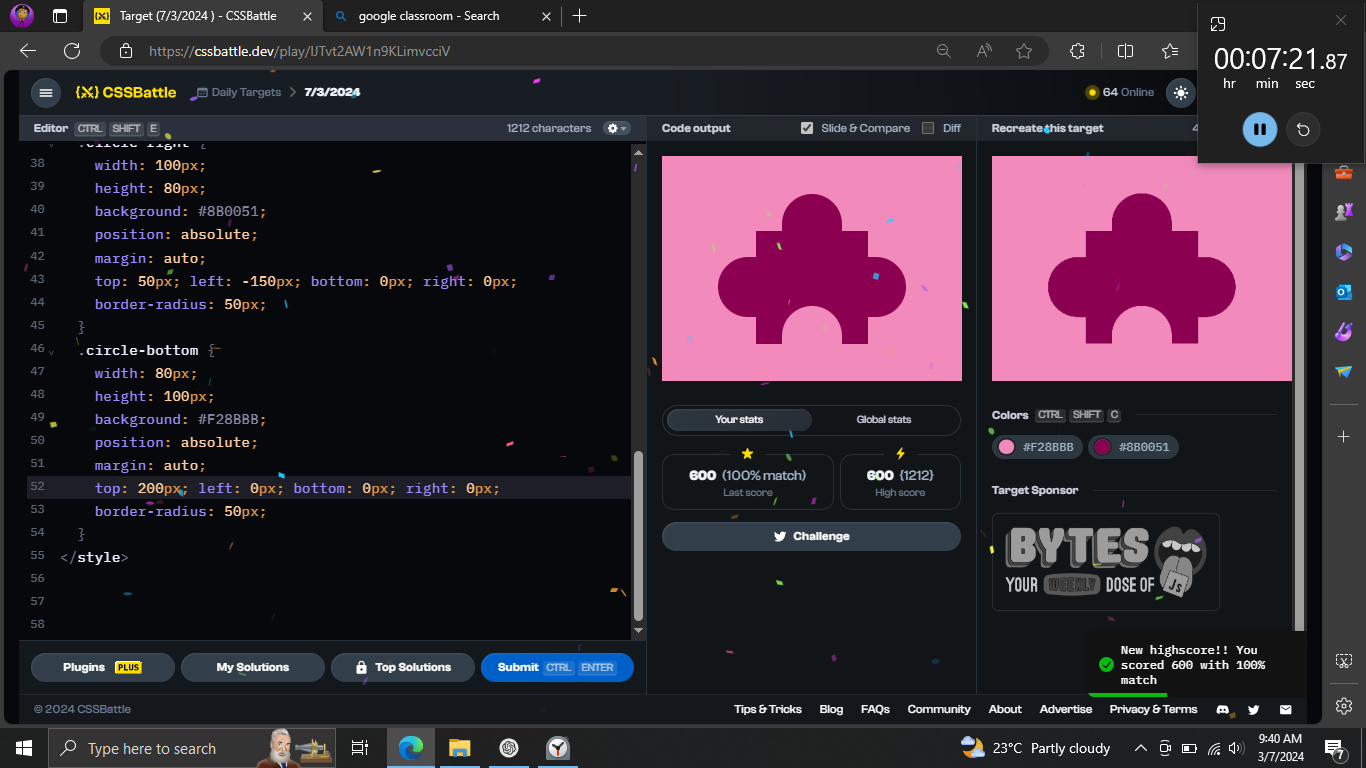 Target (7/3/2024 ) - CSSBattle
google classroom - Search
https://cssbattle.dev/play/
00:07:21.87
hr min sec
CSSBattle
Daily Targets
7/3/2024
64 Online
Editor CTRL SHIFT E
1212 characters
Code output
Slide & Compare
Diff
Recreate this target
.circle-right {
38 width: 100px;
39 height: 80px;
40 background: #8B0051;
41 position: absolute;
42 margin: auto;
43 top: 50px; left: -150px; bottom: 0px; right: 0px;
44 border-radius: 50px;
45 }
46 .circle-bottom {
47 width: 80px;
48 height: 100px;
49 background: #F28BBB;
50 position: absolute;
51 margin: auto;
52 top: 200px; left: 0px; bottom: 0px; right: 0px;
53 border-radius: 50px;
54 }
55 </style>
56
57
58
Your stats
Global stats
600 (100% match)
Last score
600 {1212}
High score
Challenge
Colors CTRL SHIFT C
#F28BBB
#8B0051
Target Sponsor
BYTES
YOUR WEEKLY DOSE OF JS
New highscore!! You
scored 600 with 100%
match
Plugins PLUS
My Solutions
Top Solutions
Submit CTRL ENTER
© 2024 CSSBattle
Tips & Tricks
Blog
FAQs
Community
About
Advertise
Privacy & Terms
Type here to search
23°C Partly cloudy
9:40 AM
3/7/2024
7